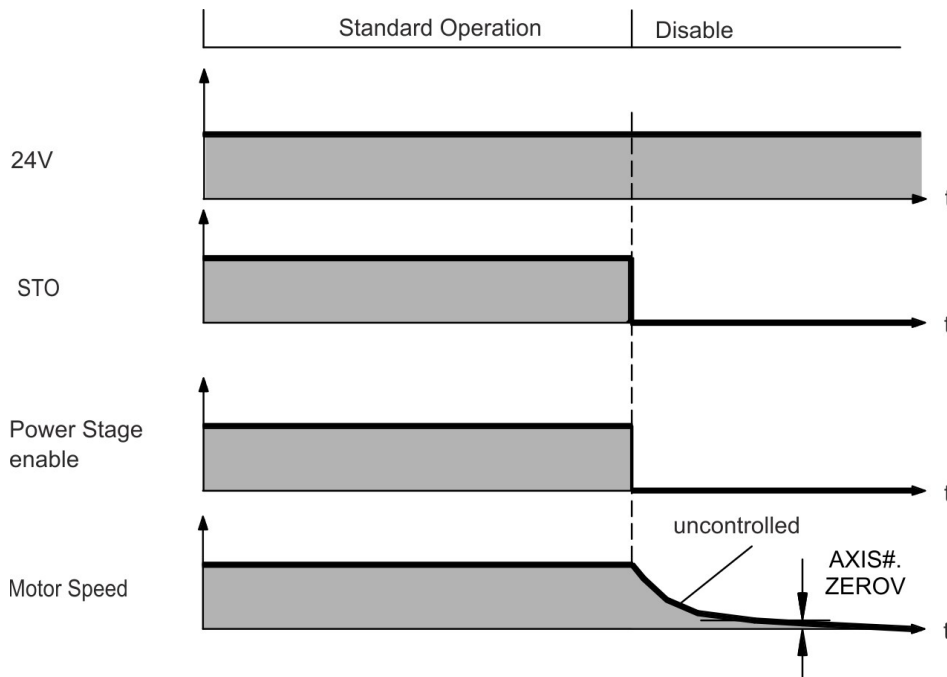 Standard Operation
Disable
24V
t
STO
t
Power Stage
enable
t
uncontrolled
AXIS#.
ZEROV
Motor Speed
t